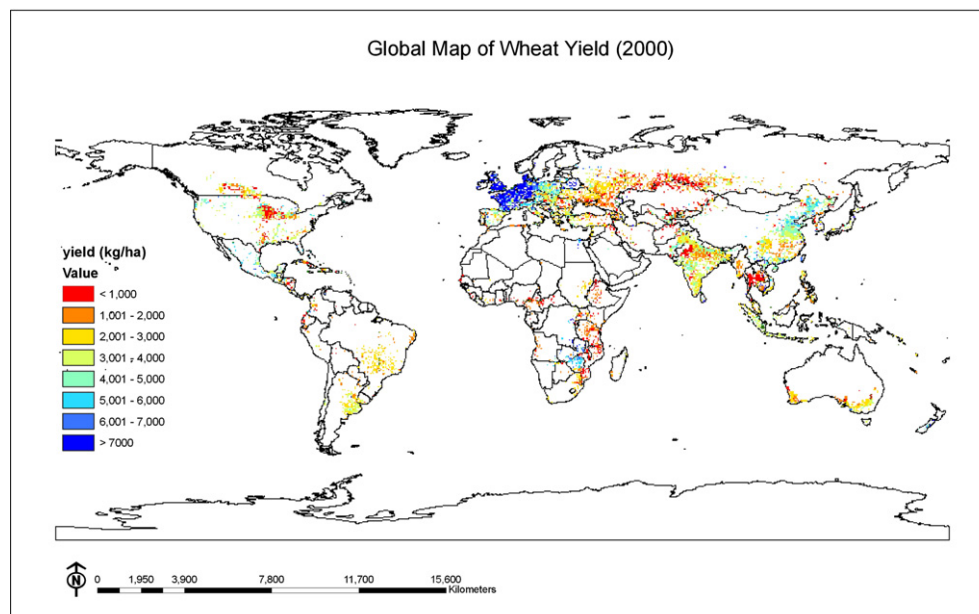 Global Map of Wheat Yield (2000)
yield (kg/ha)
Value
< 1,000
1,001 - 2,000
2,001 - 3,000
3,001 - 4,000
4,001 - 5,000
5,001 - 6,000
6,001 - 7,000
> 7000
N
0 1,950 3,900 7,800 11,700 15,600
Kilometers